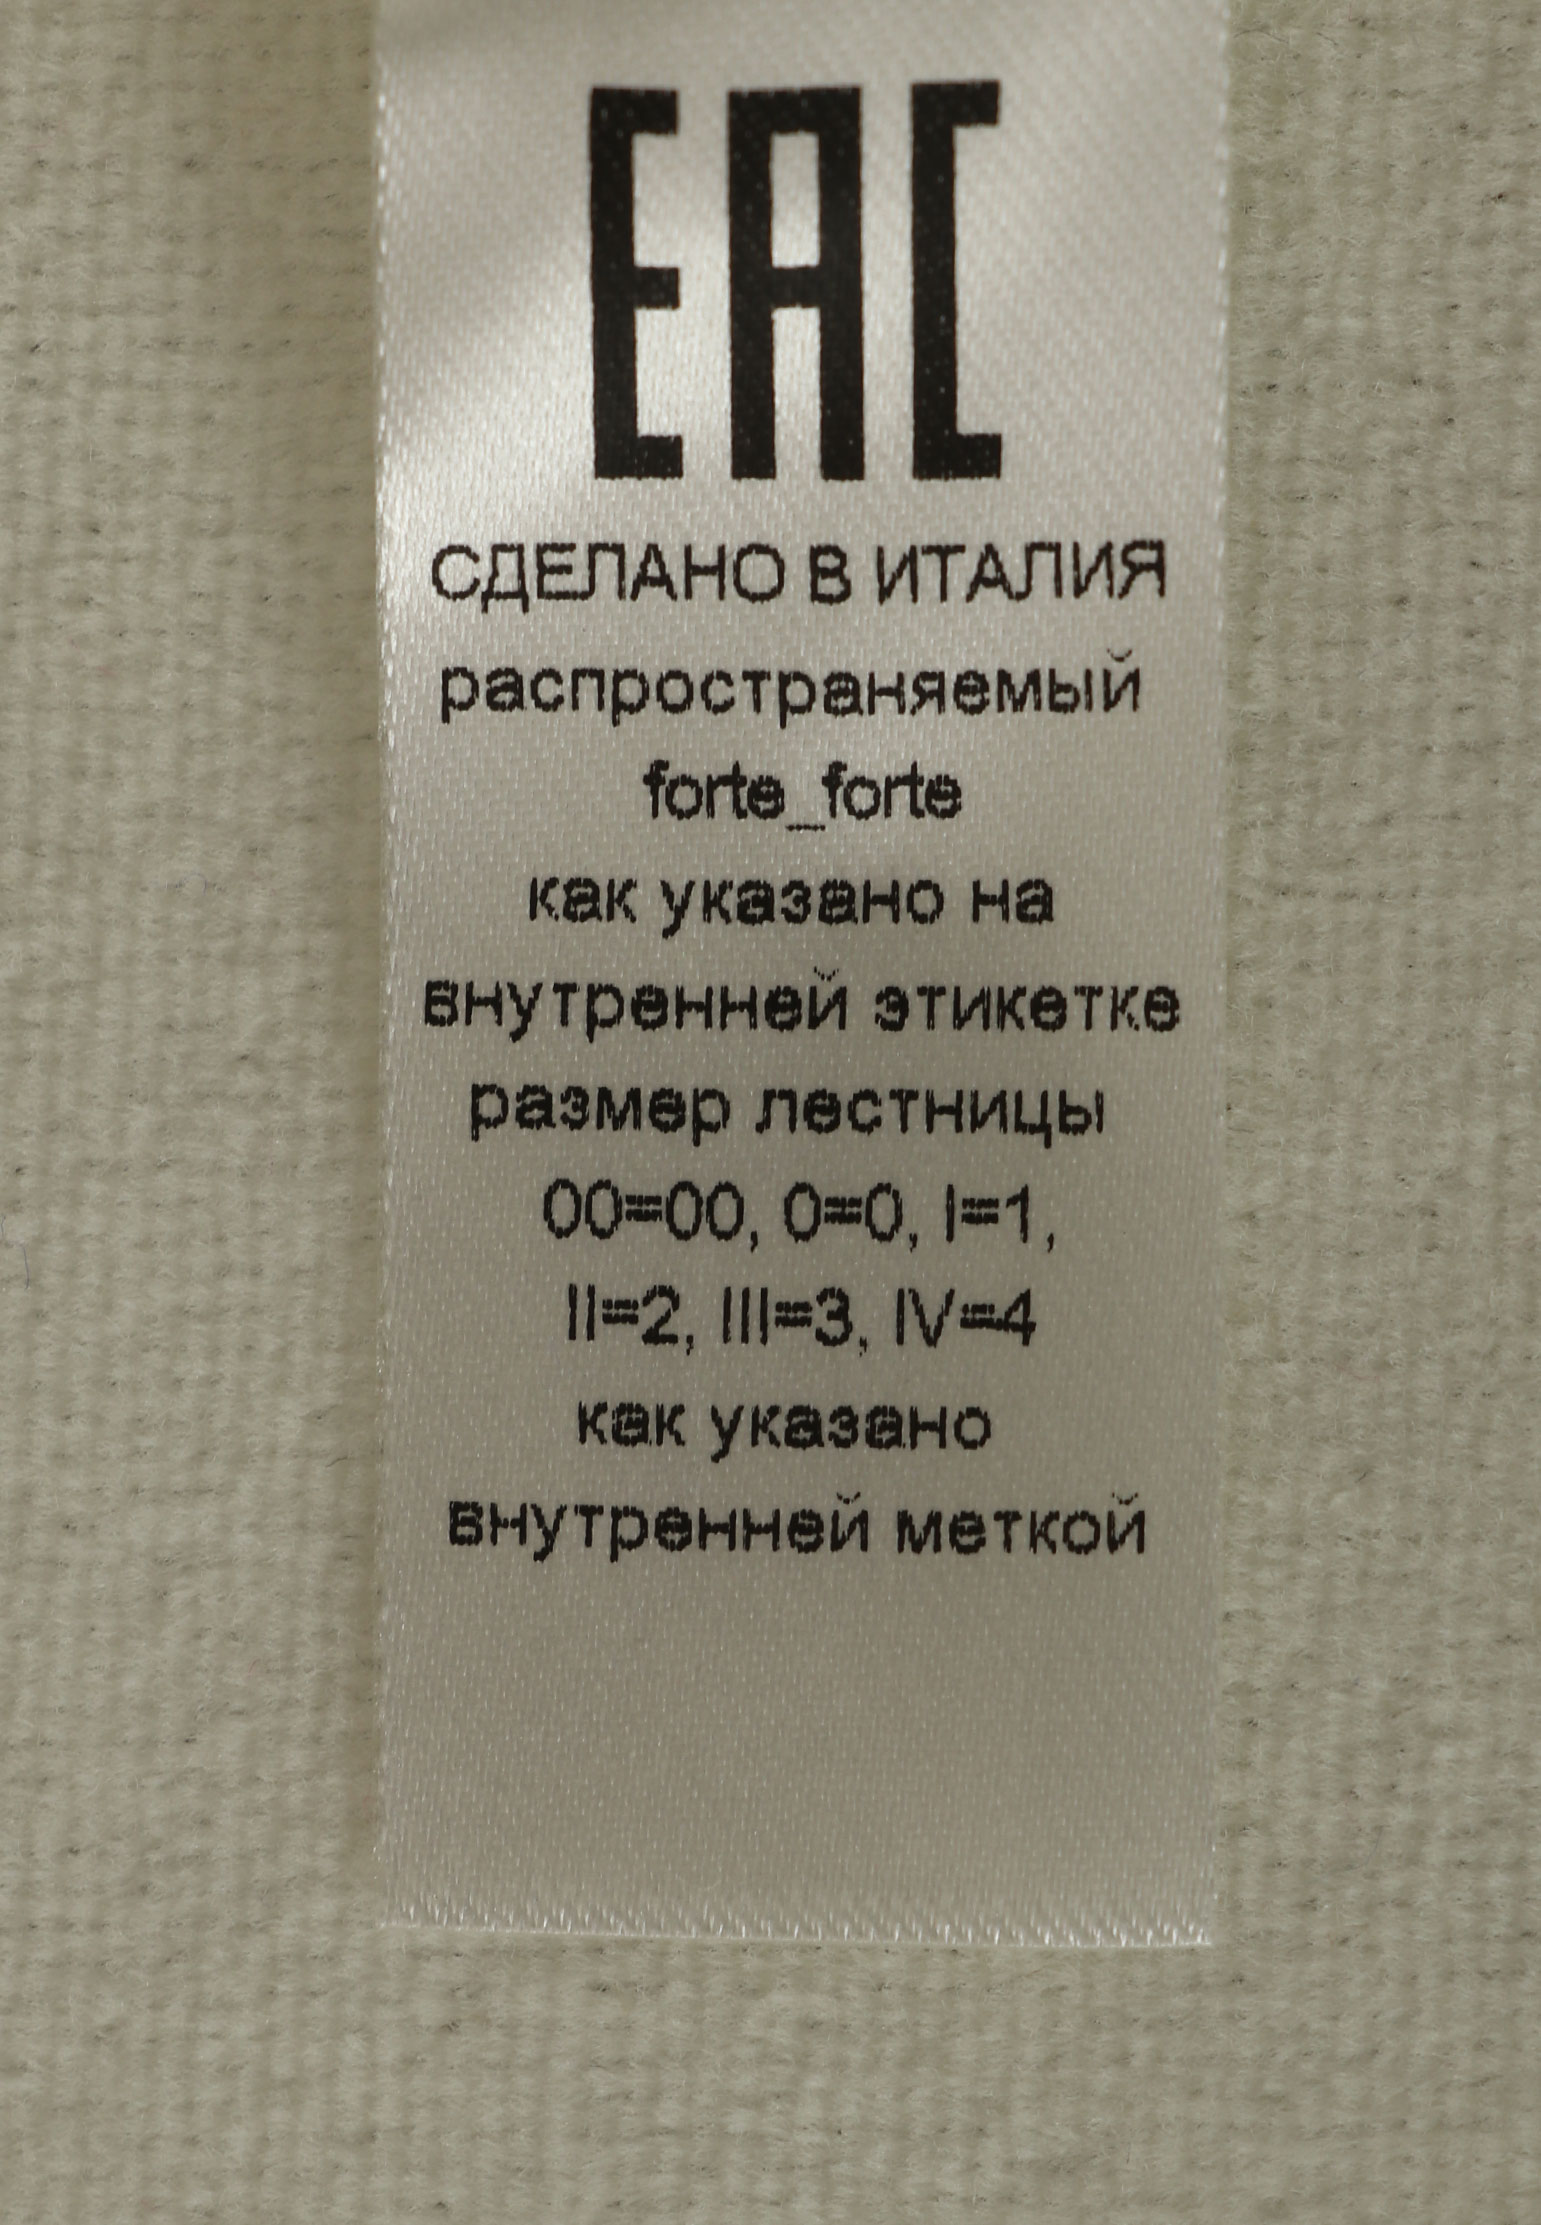 EAC
СДЕЛАНО В ИТАЛИЯ
распространяемый
forte_forte
как указано на
внутренней этикетке
размер лестницы
00=00, 0=0, I=1,
II=2, III=3, IV=4
как указано
внутренней меткой